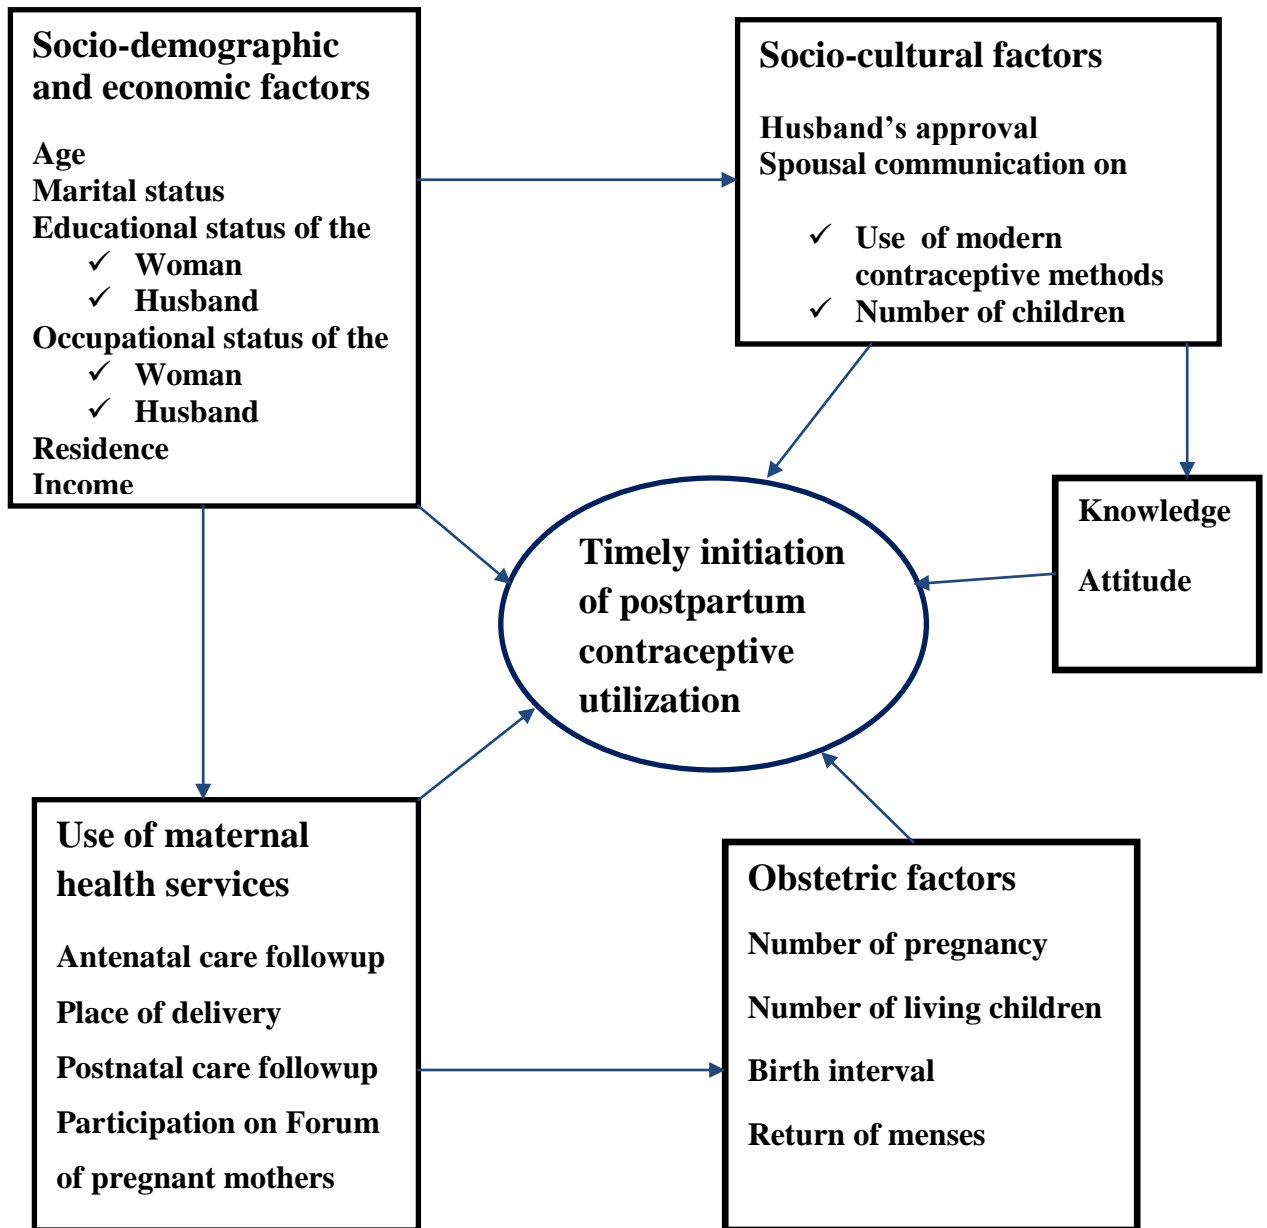 Socio-demographic
and economic factors
Age
Marital status
Educational status of the
✓ Woman
✓ Husband
Occupational status of the
✓ Woman
✓ Husband
Residence
Income
Socio-cultural factors
Husband’s approval
Spousal communication on
✓ Use of modern
contraceptive methods
✓ Number of children
Knowledge
Attitude
Timely initiation
of postpartum
contraceptive
utilization
Use of maternal
health services
Antenatal care followup
Place of delivery
Postnatal care followup
Participation on Forum
of pregnant mothers
Obstetric factors
Number of pregnancy
Number of living children
Birth interval
Return of menses